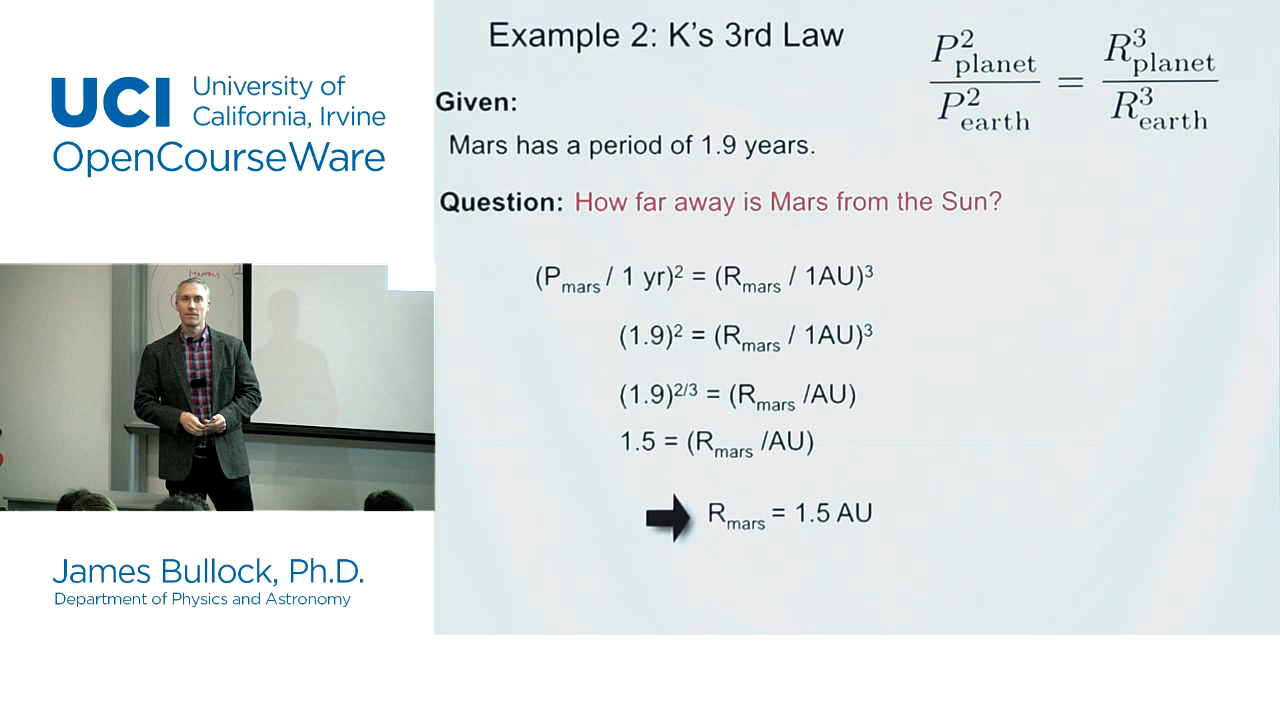 UCI University of
California, Irvine
OpenCourseWare
Example 2: K's 3rd Law
P²planet / P²earth = R³planet / R³earth
Given:
Mars has a period of 1.9 years.
Question: How far away is Mars from the Sun?
(Pmars / 1 yr)² = (Rmars / 1AU)³
(1.9)² = (Rmars / 1AU)³
(1.9)²/³ = (Rmars /AU)
1.5 = (Rmars /AU)
Rmars = 1.5 AU
James Bullock, Ph.D.
Department of Physics and Astronomy